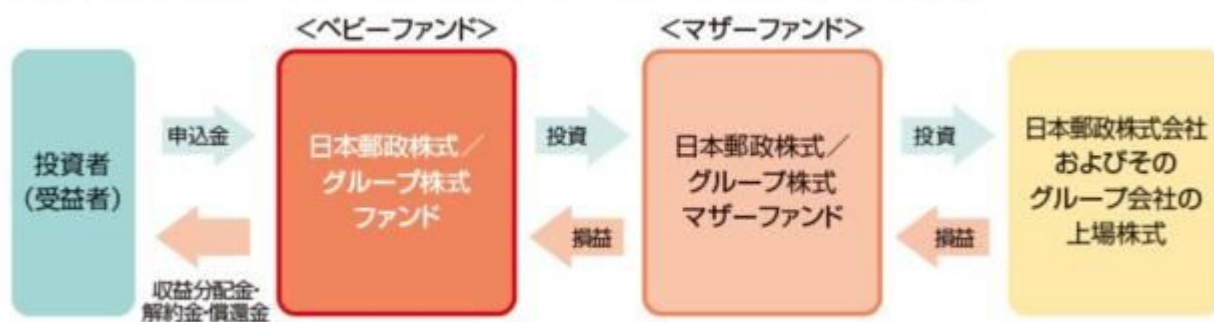 <ベビーファンド>
<マザーファンド>
投資者
(受益者)
申込金
収益分配金・
解約金・償還金
日本郵政株式／
グループ株式
ファンド
投資
損益
日本郵政株式／
グループ株式
マザーファンド
投資
損益
日本郵政株式会社
およびその
グループ会社の
上場株式